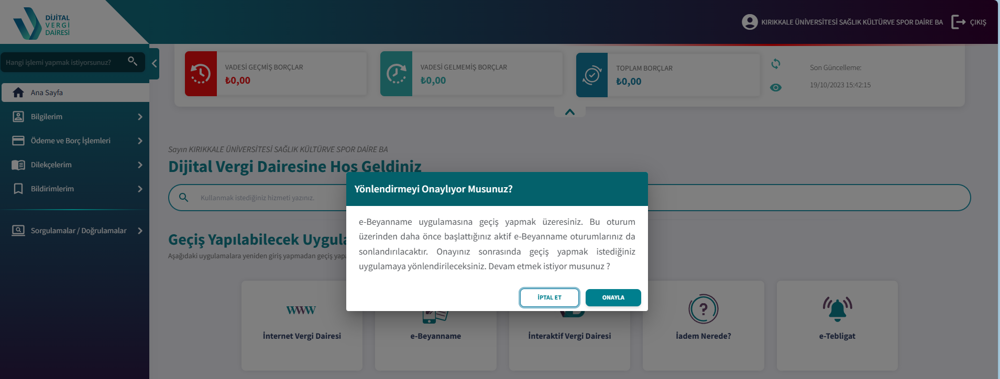 DİJİTAL
VERGİ
DAİRESİ
KIRIKKALE ÜNİVERSİTESİ SAĞLIK KÜLTÜRVE SPOR DAİRE BA
ÇIKIŞ
Hangi işlemi yapmak istiyorsunuz?
Ana Sayfa
Bilgilerim
Ödeme ve Borç İşlemleri
Dilekçelerim
Bildirimlerim
Sorgulamalar / Doğrulamalar
VADESİ GEÇMİŞ BORÇLAR
₺0,00
VADESİ GELMEMİŞ BORÇLAR
₺0,00
TOPLAM BORÇLAR
₺0,00
Son Güncelleme:
19/10/2023 15:42:15
Sayın KIRIKKALE ÜNİVERSİTESİ SAĞLIK KÜLTÜRVE SPOR DAİRE BA
Dijital Vergi Dairesine Hoş Geldiniz
Kullanmak istediğiniz hizmeti yazınız.
Yönlendirmeyi Onaylıyor Musunuz?
e-Beyanname uygulamasına geçiş yapmak üzeresiniz. Bu oturum
üzerinden daha önce başlattığınız aktif e-Beyanname oturumlarınız da
sonlandırılacaktır. Onayınız sonrasında geçiş yapmak istediğiniz
uygulamaya yönlendirileceksiniz. Devam etmek istiyor musunuz ?
İPTAL ET
ONAYLA
Geçiş Yapılabilecek
Aşağıdaki uygulamalara yeniden giriş yapmadan geçiş
www
İnternet Vergi Dairesi
e-Beyanname
İnteraktif Vergi Dairesi
?
İadem Nerede?
e-Tebligat